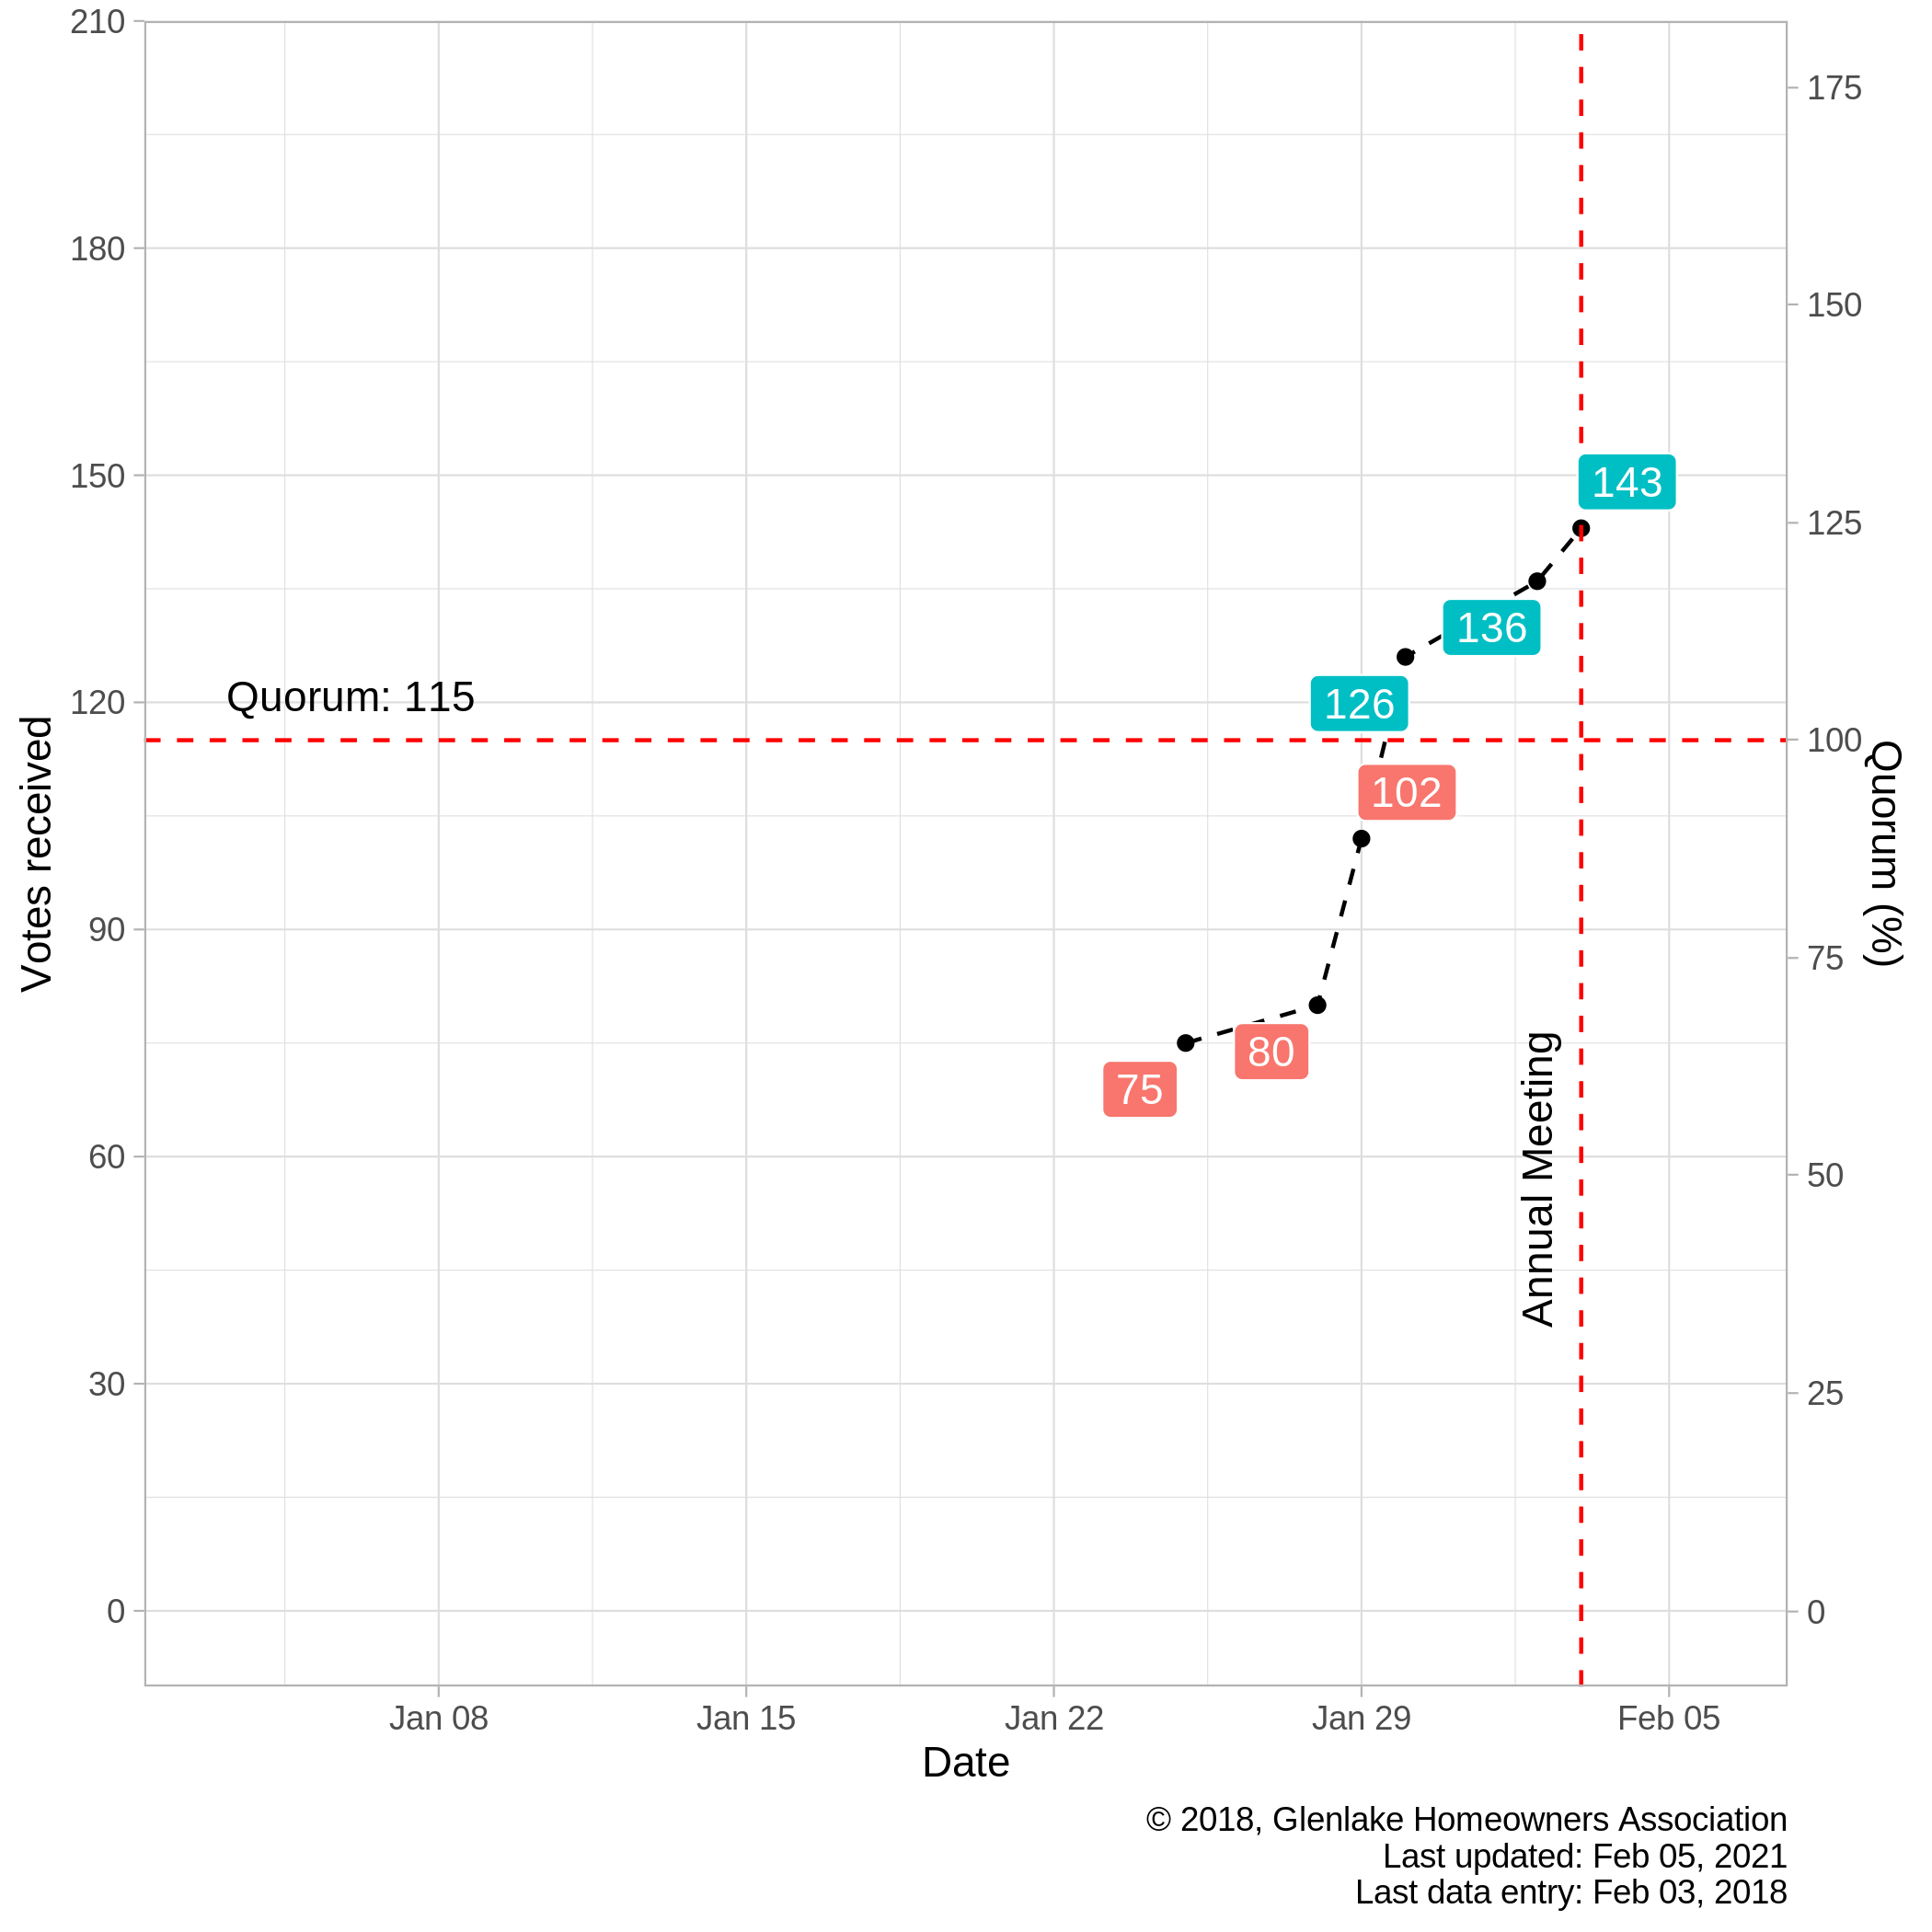 210
180
150
120
90
60
30
0
Votes received
175
150
125
100
75
50
25
0
Quorum (%)
Quorum: 115
143
136
126
102
80
75
Annual Meeting
Jan 08 Jan 15 Jan 22 Jan 29 Feb 05
Date
© 2018, Glenlake Homeowners Association
Last updated: Feb 05, 2021
Last data entry: Feb 03, 2018